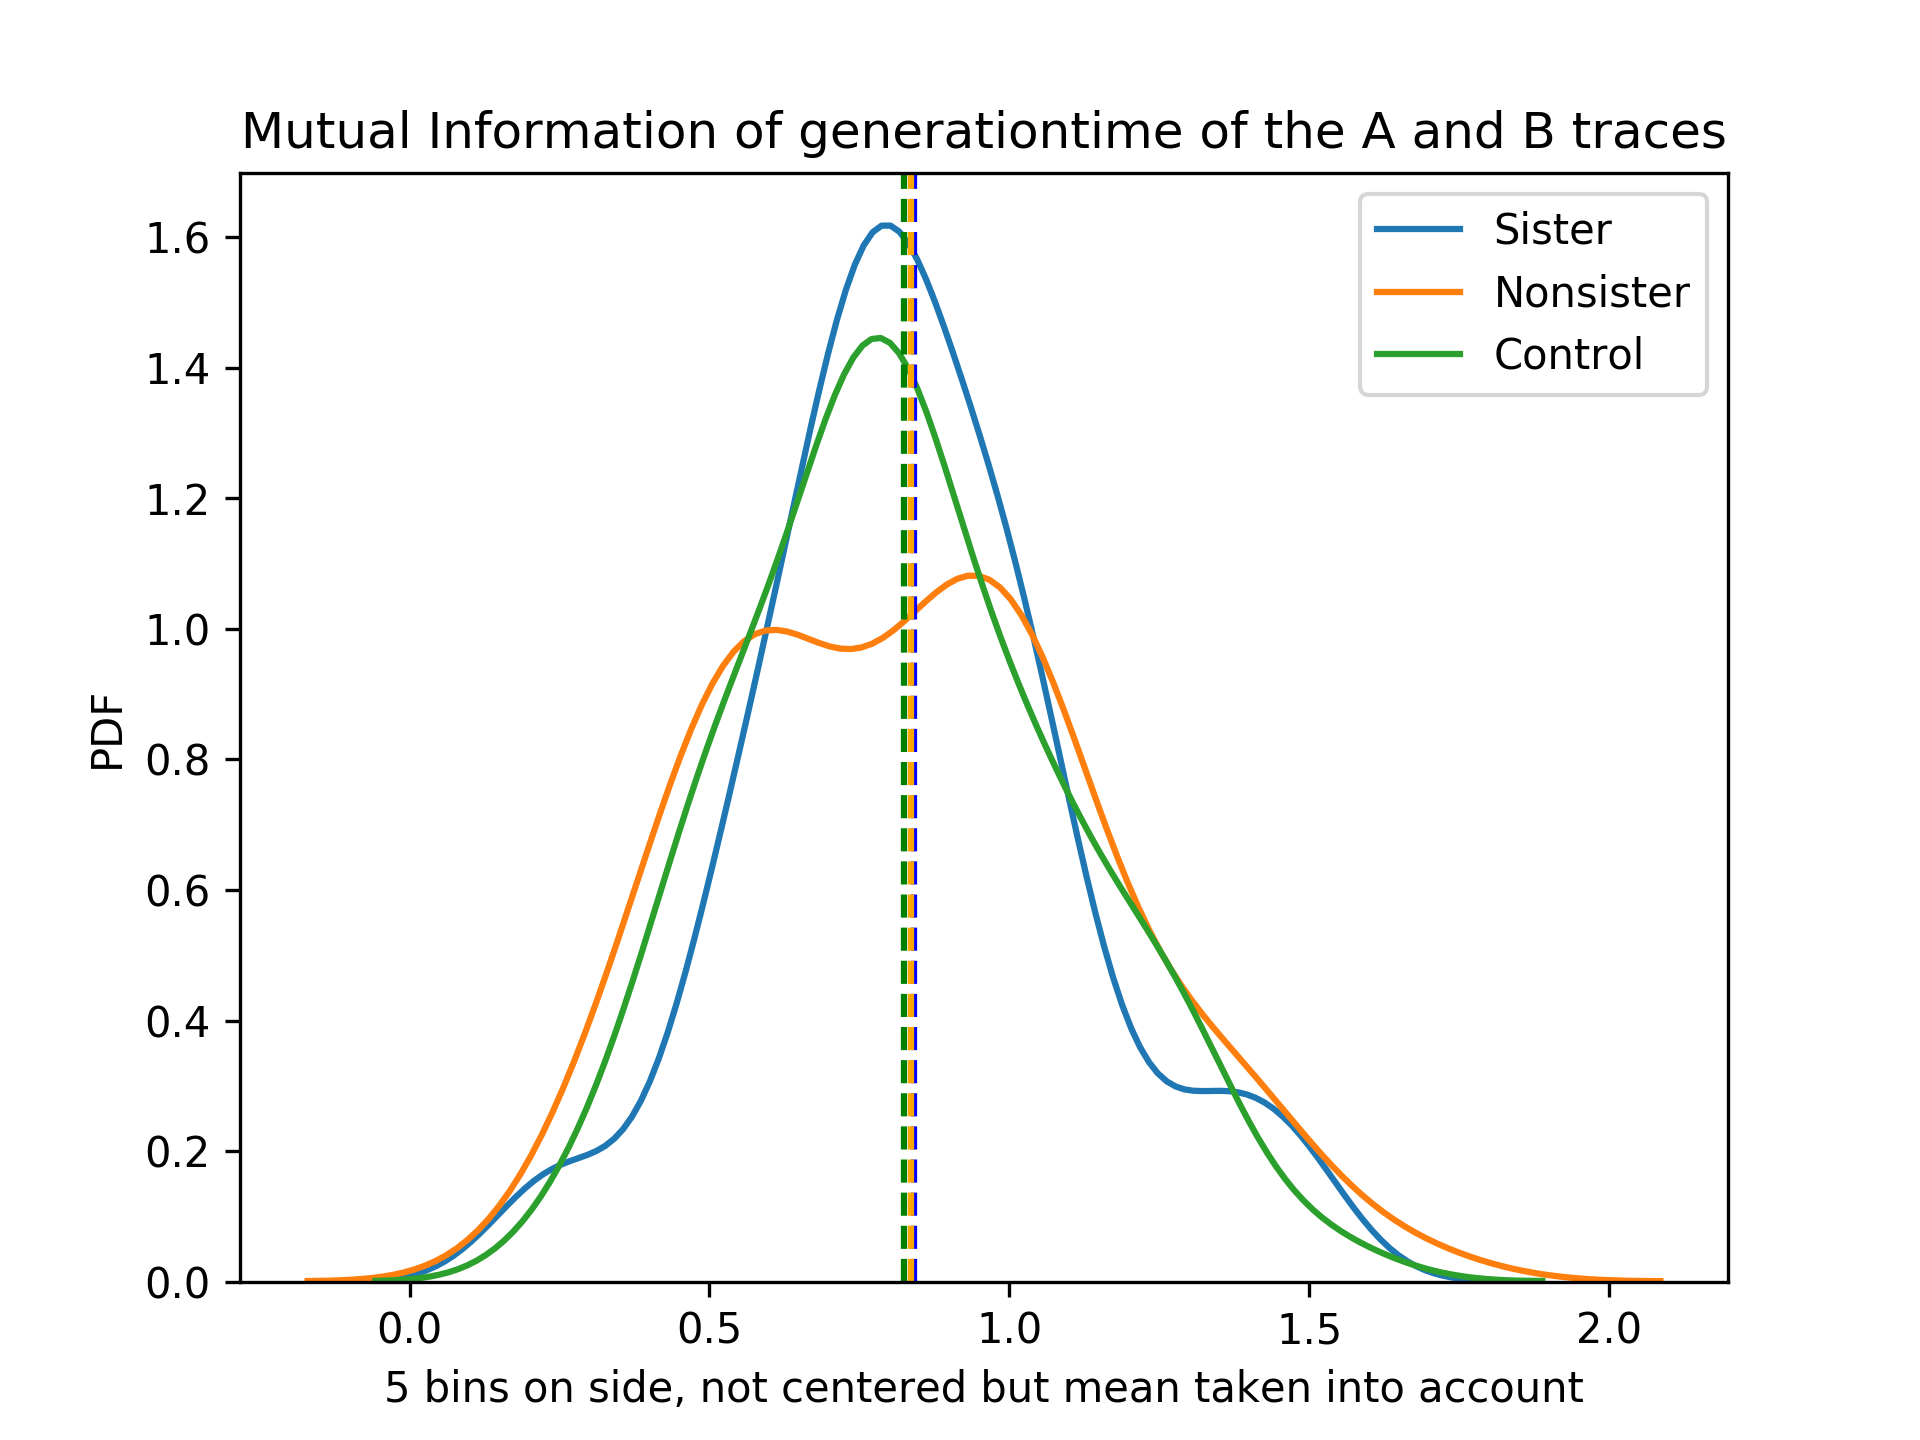 Mutual Information of generationtime of the A and B traces
Sister
Nonsister
Control
PDF
1.6
1.4
1.2
1.0
0.8
0.6
0.4
0.2
0.0
0.0 0.5 1.0 1.5 2.0
5 bins on side, not centered but mean taken into account